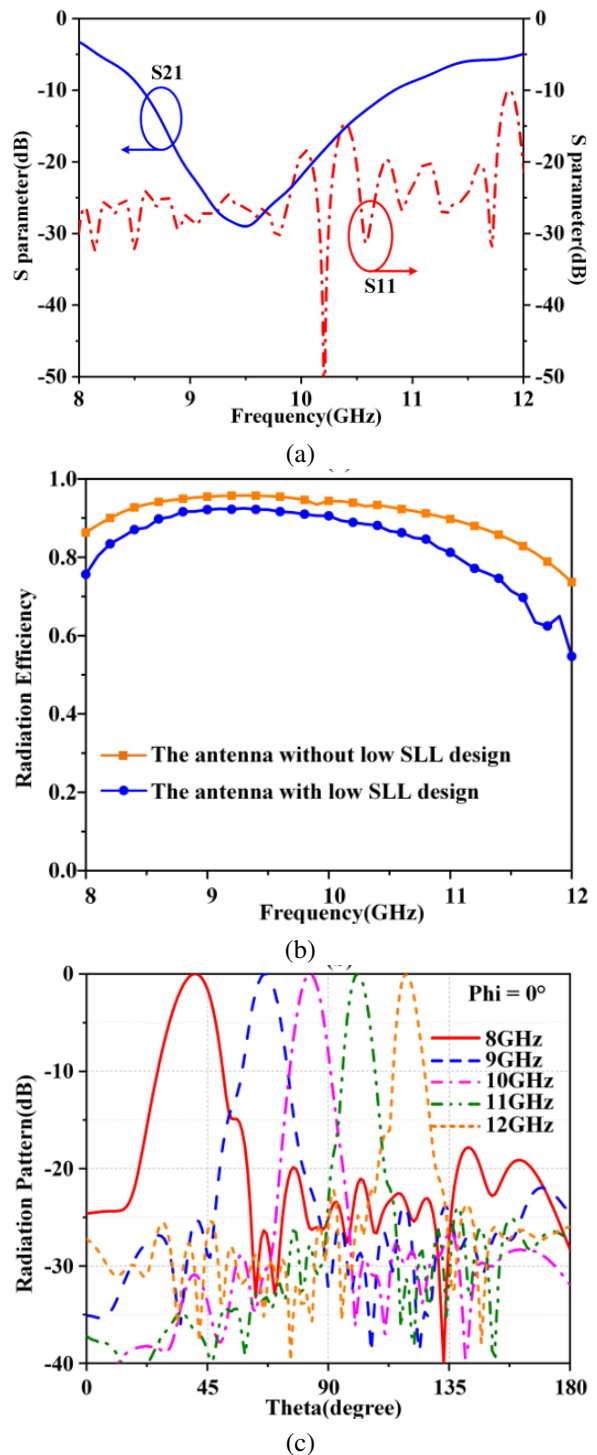 0
0
-10
-10
-20
-20
-30
-30
-40
-40
-50
-50
S parameter(dB)
S parameter(dB)
S21
S11
8
9
10
11
12
Frequency(GHz)
(a)
1.0
0.8
0.6
0.4
0.2
0.0
Radiation Efficiency
The antenna without low SLL design
The antenna with low SLL design
8
9
10
11
12
Frequency(GHz)
(b)
0
-10
-20
-30
-40
Radiation Pattern(dB)
Phi = 0°
8GHz
9GHz
10GHz
11GHz
12GHz
0
45
90
135
180
Theta(degree)
(c)